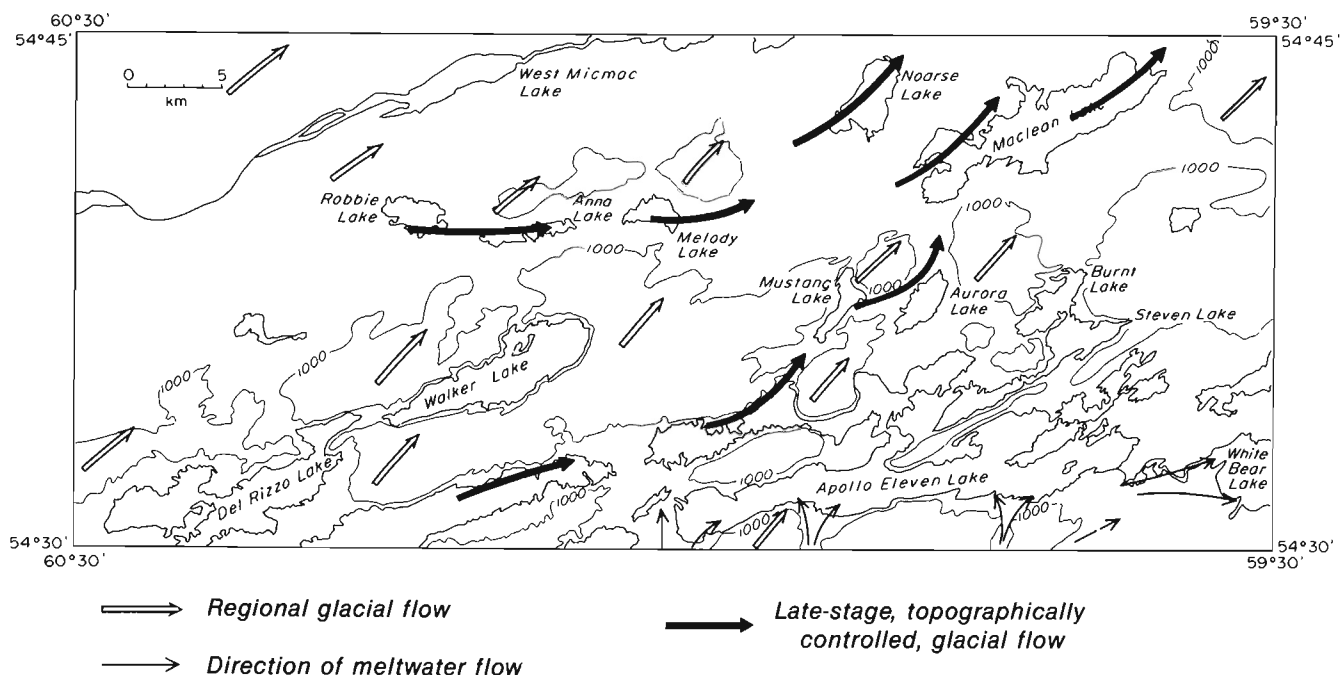 60°30'
59°30'
54°45'
54°45'
0 5
km
West Micmac
Lake
Noarse
Lake
1000
Maclean Lake
1000
Robbie
Lake
Anna
Lake
Melody
Lake
1000
1000
Mustang
Lake
1000
Aurora
Lake
Burnt
Lake
Steven Lake
1000
1000
Walker Lake
1000
Del Rizzo Lake
1000
1000
Apollo Eleven Lake
1000
1000
White
Bear
Lake
54°30'
54°30'
60°30'
59°30'
Regional glacial flow
Direction of meltwater flow
Late-stage, topographically
controlled, glacial flow